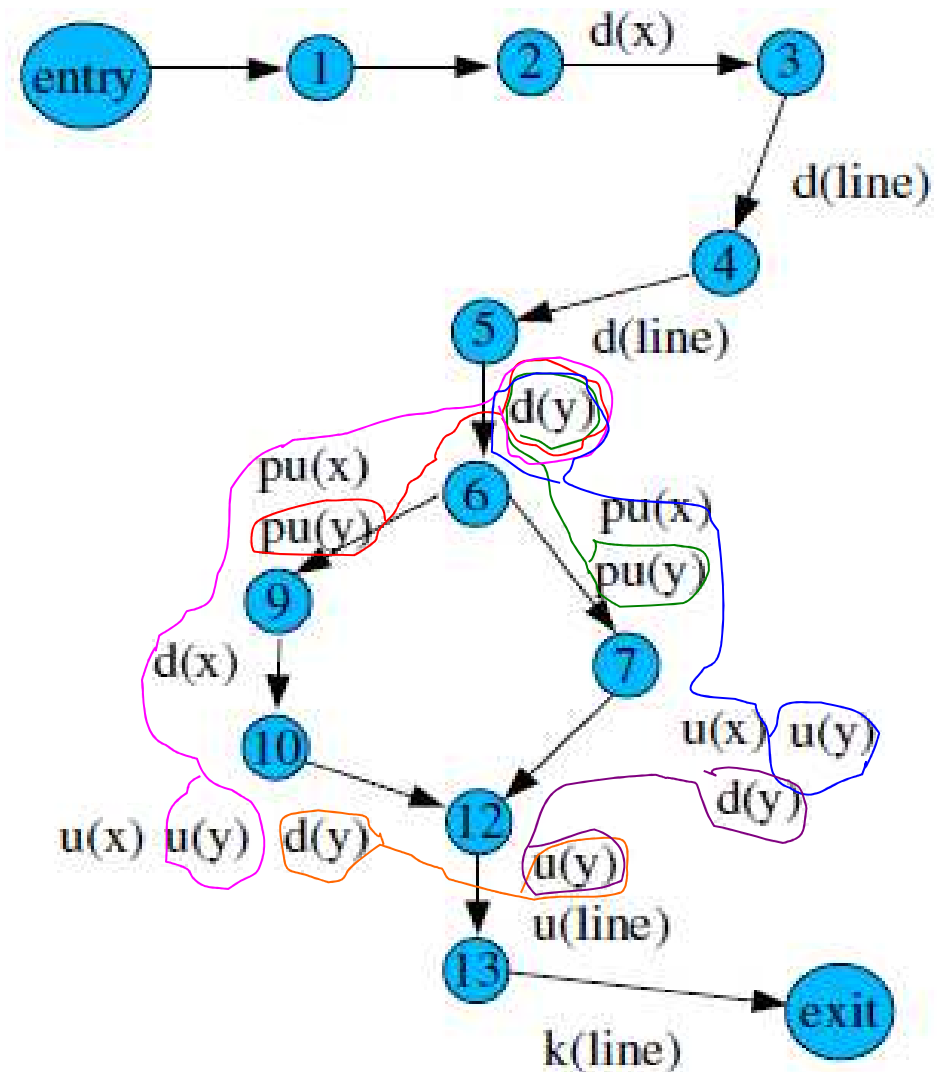 entry 1 2 d(x) 3
d(line)
4
5
d(line)
d(y)
pu(x)
6
pu(x)
pu(y)
pu(y)
9
d(x)
7
10
u(x) u(y)
d(y)
12
u(x) u(y) d(y)
u(y)
u(line)
13
exit
k(line)